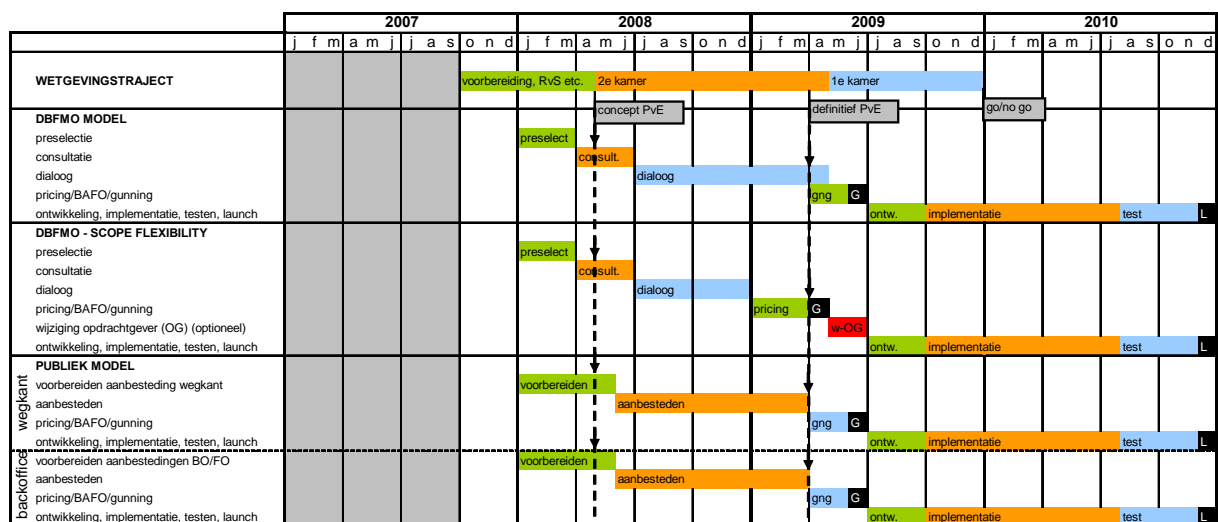 2007 2008 2009 2010
j f m a m j j a s o n d j f m a m j j a s o n d j f m a m j j a s o n d j f m a m j j a s o n d
WETGEVINGSTRAJECT voorbereiding, RvS etc. 2e kamer 1e kamer
concept PvE definitief PvE go/no go
DBFMO MODEL
preselectie preselect
consultatie consult.
dialoog dialoog
pricing/BAFO/gunning gng G
ontwikkeling, implementatie, testen, launch ontw. implementatie test L
DBFMO - SCOPE FLEXIBILITY
preselectie preselect
consultatie consult.
dialoog dialoog
pricing/BAFO/gunning pricing G
wijziging opdrachtgever (OG) (optioneel) w-OG
ontwikkeling, implementatie, testen, launch ontw. implementatie test L
PUBLIEK MODEL
wegkant
voorbereiden aanbesteding wegkant voorbereiden
aanbesteden aanbesteden
pricing/BAFO/gunning gng G
ontwikkeling, implementatie, testen, launch ontw. implementatie test L
backoffice
voorbereiden aanbestedingen BO/FO voorbereiden
aanbesteden aanbesteden
pricing/BAFO/gunning gng G
ontwikkeling, implementatie, testen, launch ontw. implementatie test L